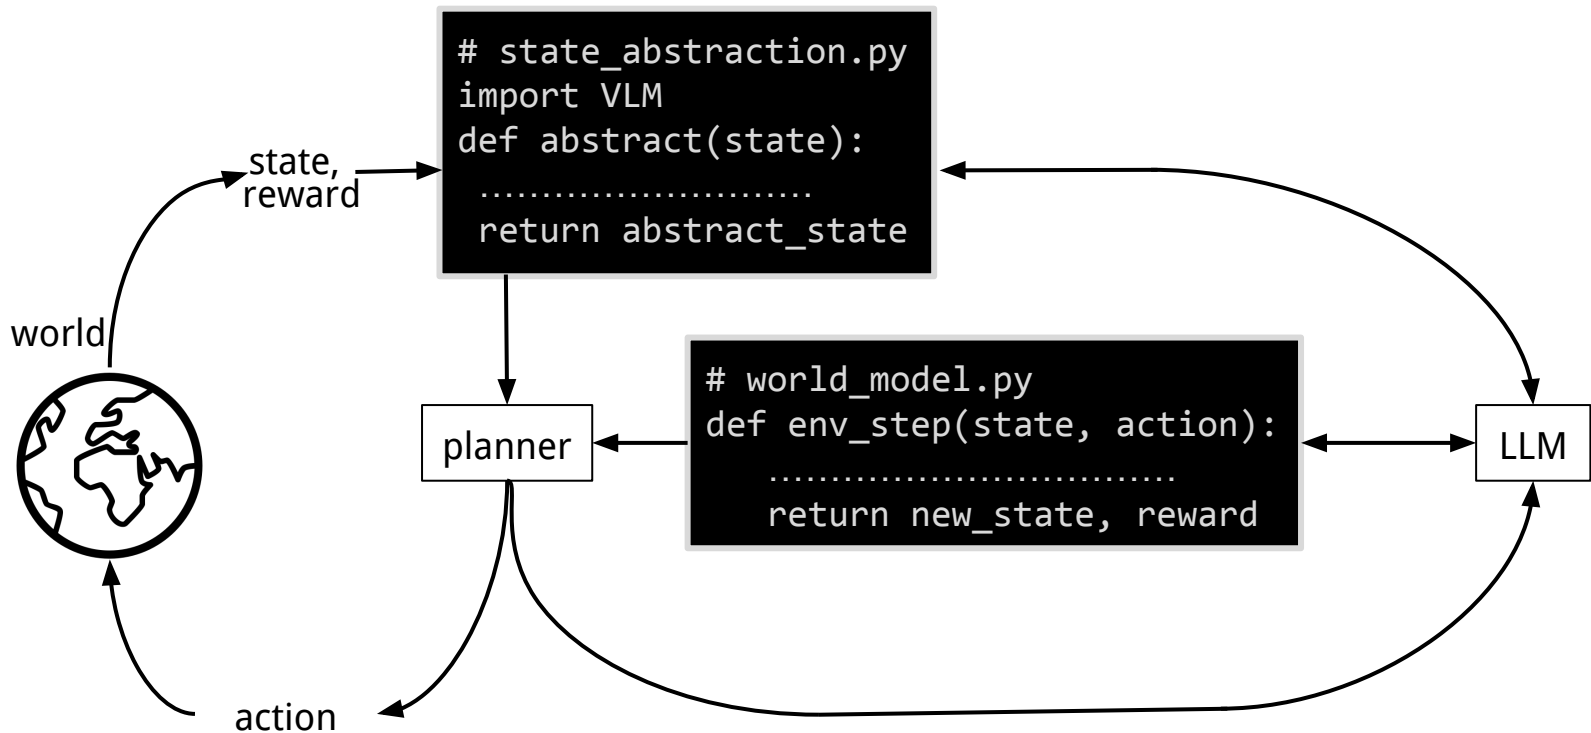 # state_abstraction.py
import VLM
def abstract(state):
...........................
return abstract_state
state,
reward
world
# world_model.py
def env_step(state, action):
.................................
return new_state, reward
planner
LLM
action